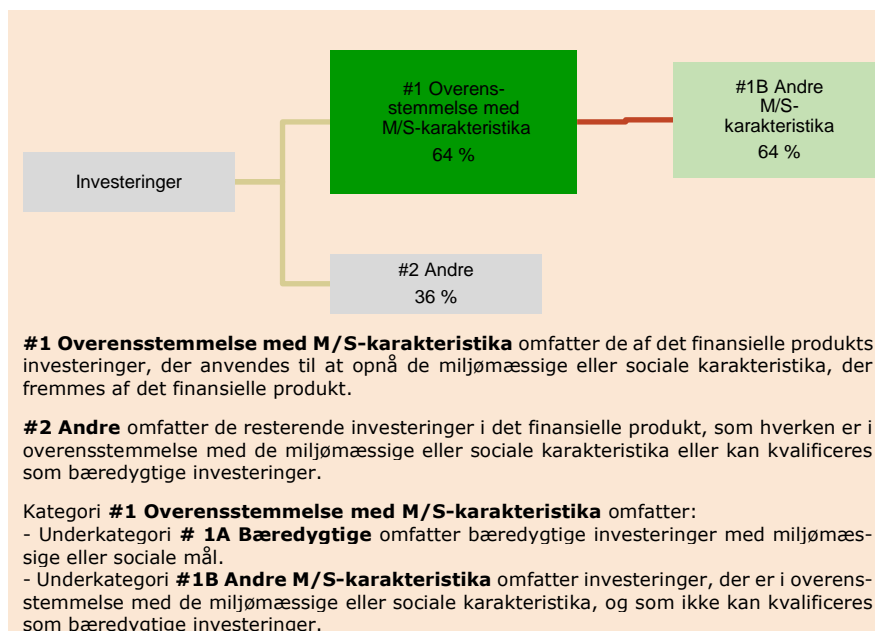 #1 Overens-
stemmelse med
M/S-karakteristika
64 %
#1B Andre
M/S-
karakteristika
64 %
Investeringer
#2 Andre
36 %
#1 Overensstemmelse med M/S-karakteristika omfatter de af det finansielle produkts
investeringer, der anvendes til at opnå de miljømæssige eller sociale karakteristika, der
fremmes af det finansielle produkt.
#2 Andre omfatter de resterende investeringer i det finansielle produkt, som hverken er i
overensstemmelse med de miljømæssige eller sociale karakteristika eller kan kvalificeres
som bæredygtige investeringer.
Kategori #1 Overensstemmelse med M/S-karakteristika omfatter:
- Underkategori # 1A Bæredygtige omfatter bæredygtige investeringer med miljømæs-
sige eller sociale mål.
- Underkategori #1B Andre M/S-karakteristika omfatter investeringer, der er i overens-
stemmelse med de miljømæssige eller sociale karakteristika, og som ikke kan kvalificeres
som bæredygtige investeringer.